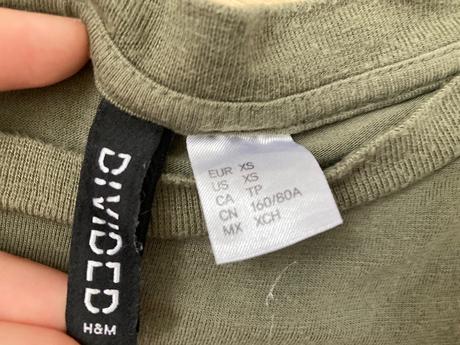 DIVIDED
H&M
EUR XS
US XS
CA TP
CN 160/80A
MX XCH